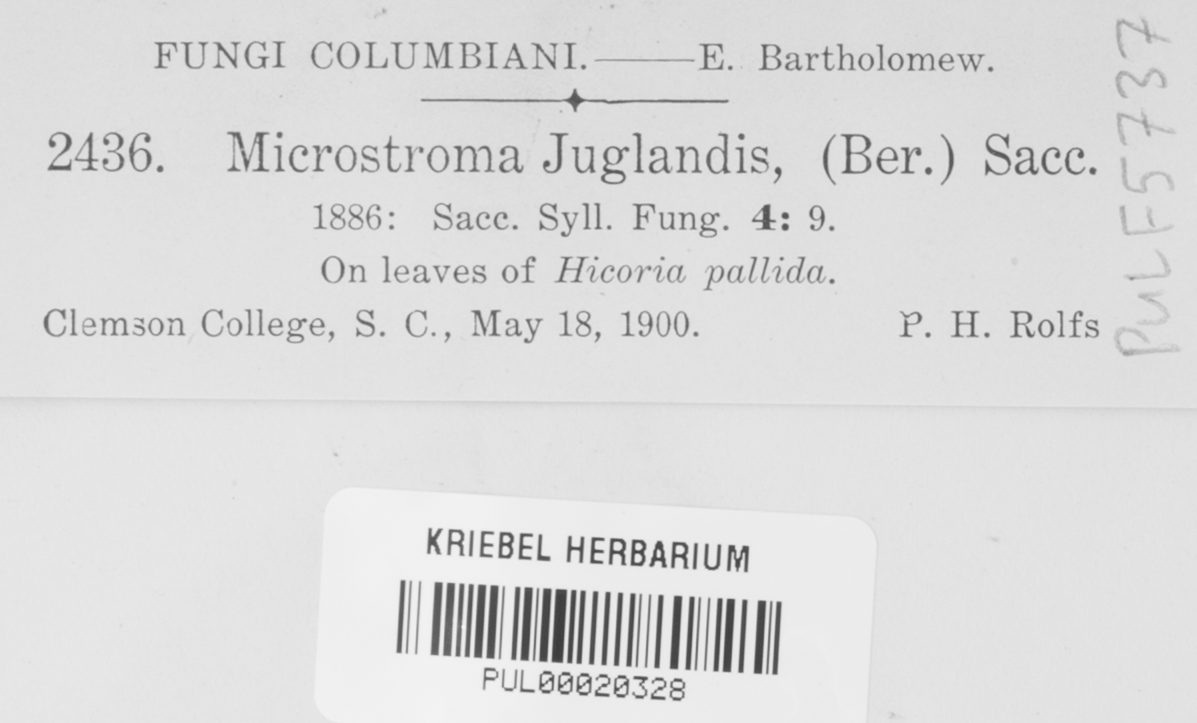 FUNGI COLUMBIANI.——E. Bartholomew.
2436. Microstroma Juglandis, (Ber.) Sacc.
1886: Sacc. Syll. Fung. 4: 9.
On leaves of Hicoria pallida.
Clemson College, S. C., May 18, 1900. P. H. Rolfs
PULF5737
KRIEBEL HERBARIUM
PUL00020328